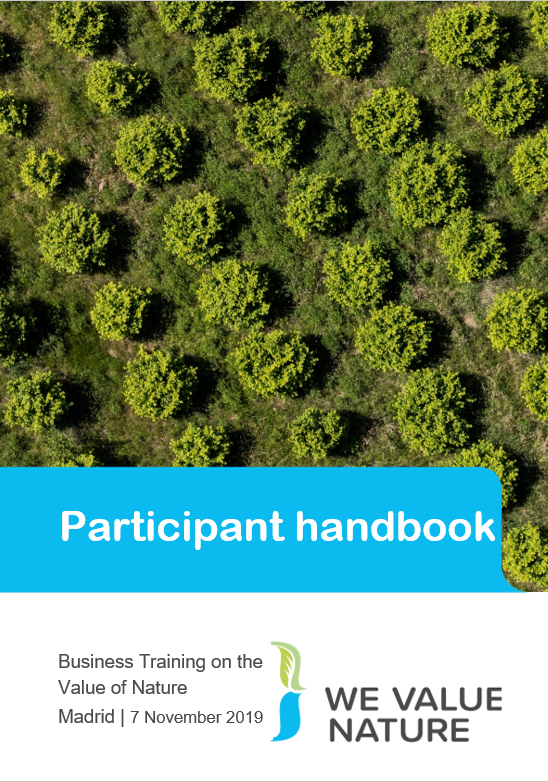 Participant handbook
Business Training on the
Value of Nature
Madrid | 7 November 2019
WE VALUE
NATURE